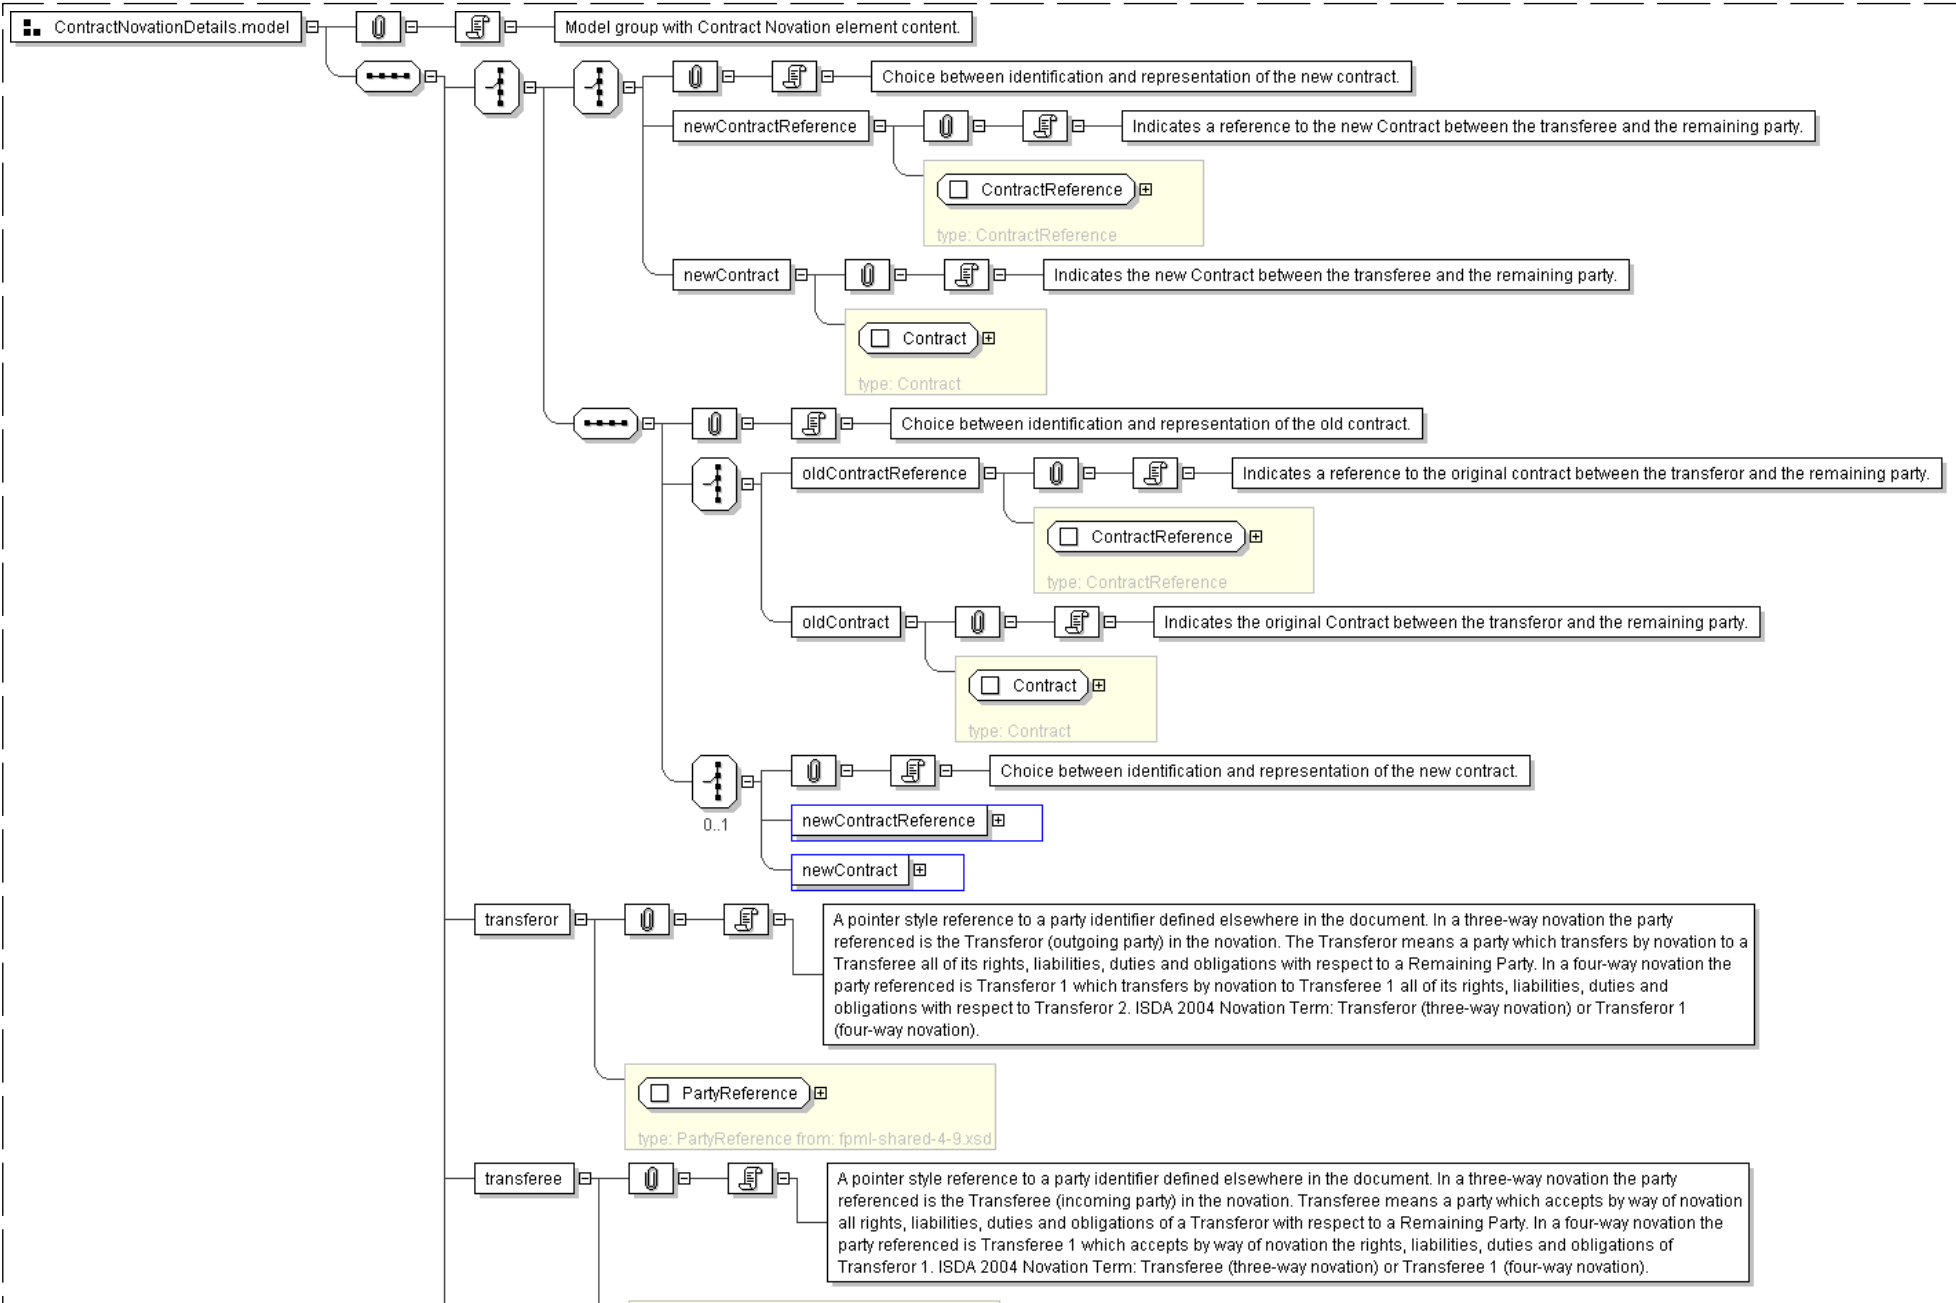 ContractNovationDetails.model
Model group with Contract Novation element content.
Choice between identification and representation of the new contract.
newContractReference
Indicates a reference to the new Contract between the transferee and the remaining party.
ContractReference
type: ContractReference
newContract
Indicates the new Contract between the transferee and the remaining party.
Contract
type: Contract
Choice between identification and representation of the old contract.
oldContractReference
Indicates a reference to the original contract between the transferor and the remaining party.
ContractReference
type: ContractReference
oldContract
Indicates the original Contract between the transferor and the remaining party.
Contract
type: Contract
Choice between identification and representation of the new contract.
0..1
newContractReference
newContract
transferor
A pointer style reference to a party identifier defined elsewhere in the document. In a three-way novation the party
referenced is the Transferor (outgoing party) in the novation. The Transferor means a party which transfers by novation to a
Transferee all of its rights, liabilities, duties and obligations with respect to a Remaining Party. In a four-way novation the
party referenced is Transferor 1 which transfers by novation to Transferee 1 all of its rights, liabilities, duties and
obligations with respect to Transferor 2. ISDA 2004 Novation Term: Transferor (three-way novation) or Transferor 1
(four-way novation).
PartyReference
type: PartyReference from: fpml-shared-4-9.xsd
transferee
A pointer style reference to a party identifier defined elsewhere in the document. In a three-way novation the party
referenced is the Transferee (incoming party) in the novation. Transferee means a party which accepts by way of novation
all rights, liabilities, duties and obligations of a Transferor with respect to a Remaining Party. In a four-way novation the
party referenced is Transferee 1 which accepts by way of novation the rights, liabilities, duties and obligations of
Transferor 1. ISDA 2004 Novation Term: Transferee (three-way novation) or Transferee 1 (four-way novation).